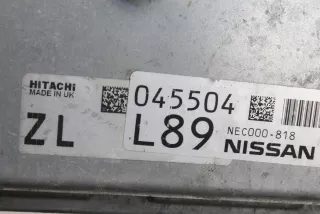 HITACHI
MADE IN UK
ZL
045504
L89
NEC000-818
NISSAN